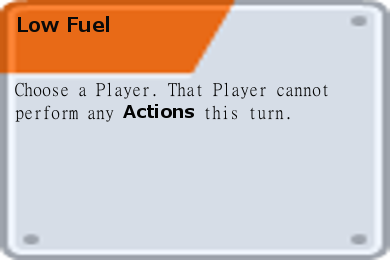 Low Fuel
Choose a Player. That Player cannot
perform any Actions this turn.